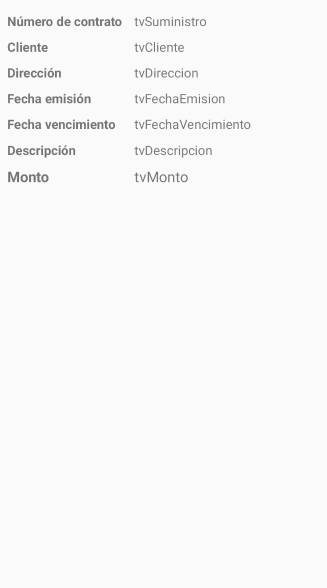 Número de contrato tvSuministro
Cliente tvCliente
Dirección tvDireccion
Fecha emisión tvFechaEmision
Fecha vencimiento tvFechaVencimiento
Descripción tvDescripcion
Monto tvMonto